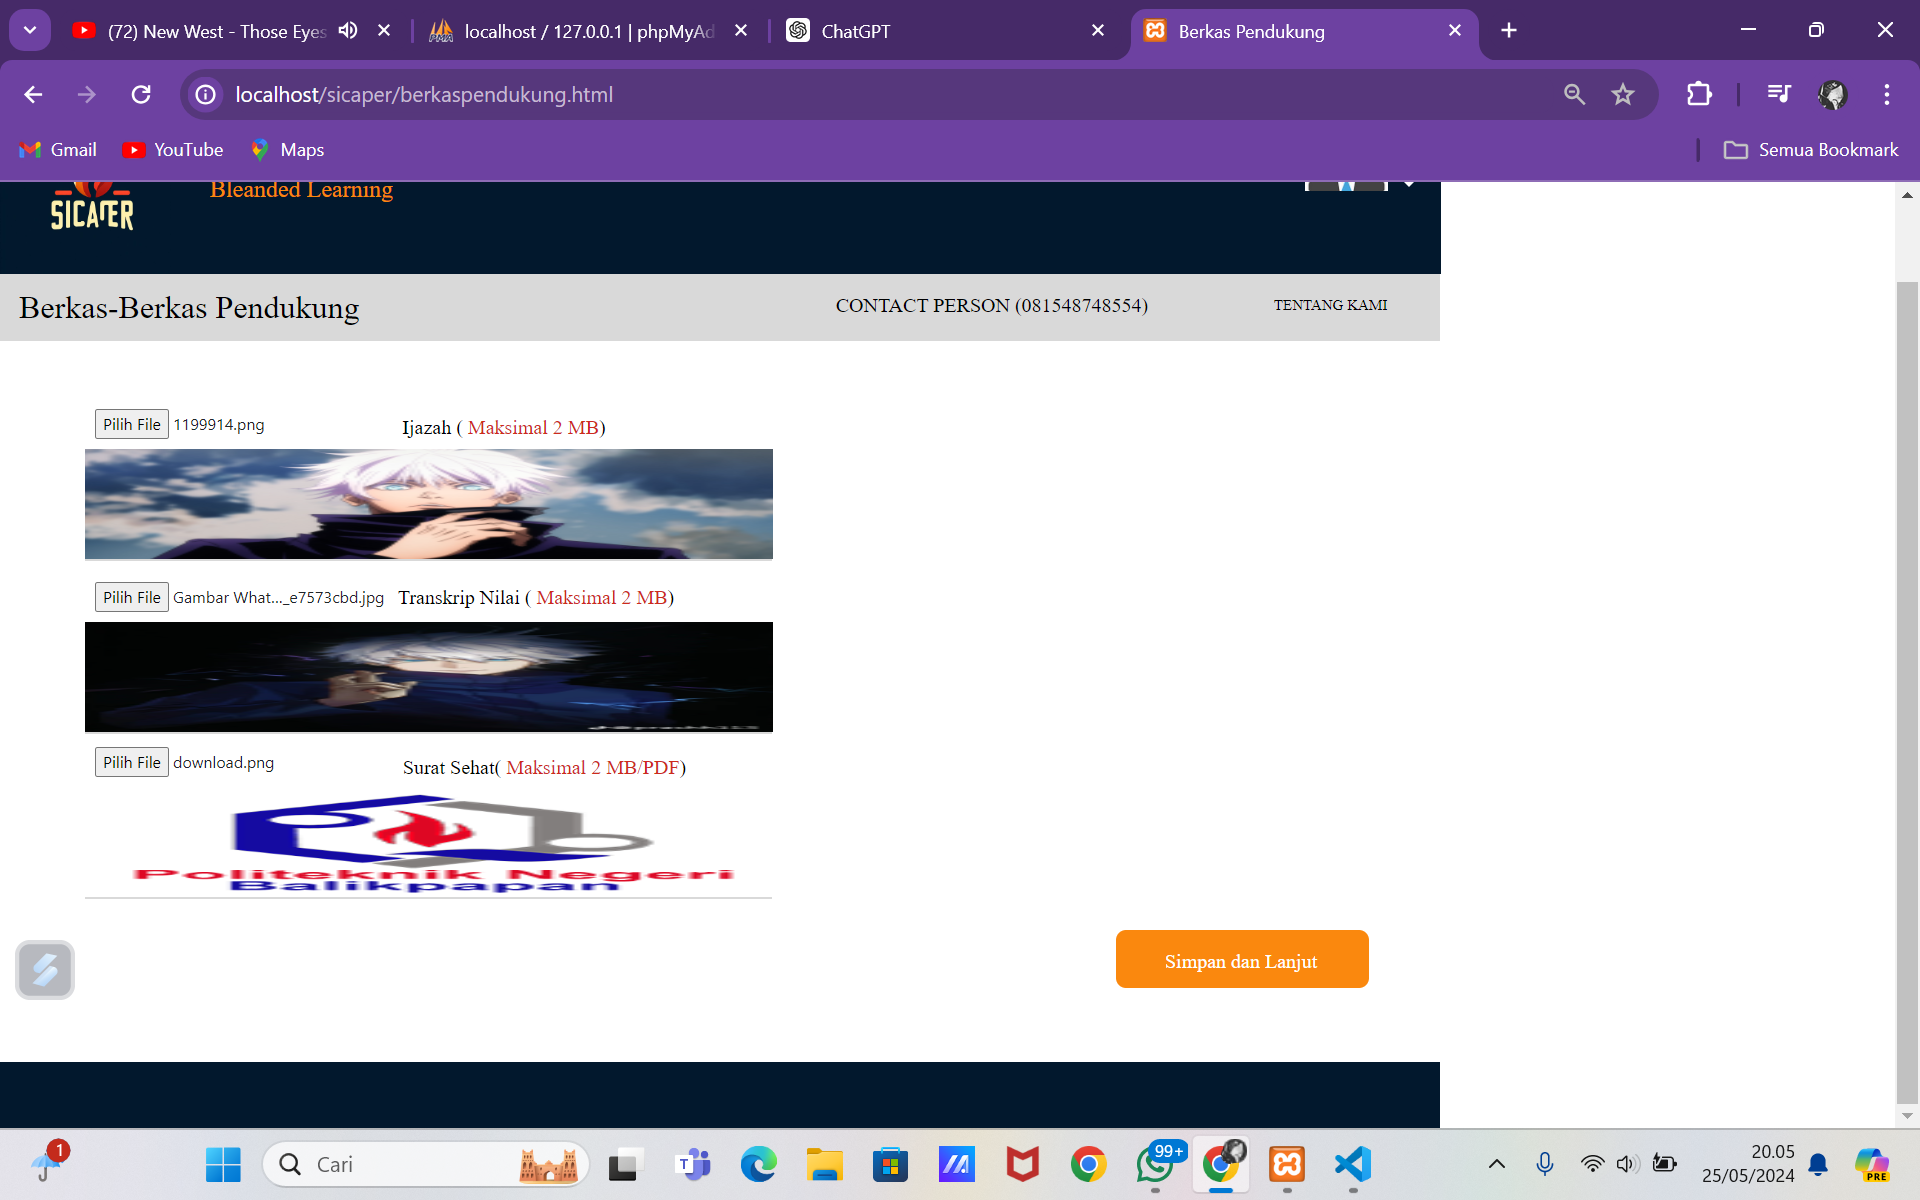 (72) New West - Those Eyes
localhost / 127.0.0.1 | phpMyAd
ChatGPT
Berkas Pendukung
localhost/sicaper/berkaspendukung.html
Gmail
YouTube
Maps
Semua Bookmark
SICAPER
Bleanded Learning
Berkas-Berkas Pendukung
CONTACT PERSON (081548748554)
TENTANG KAMI
Pilih File 1199914.png
Ijazah ( Maksimal 2 MB)
Pilih File Gambar What..._e7573cbd.jpg
Transkrip Nilai ( Maksimal 2 MB)
Pilih File download.png
Surat Sehat( Maksimal 2 MB/PDF)
Politeknik Negeri
Balikpapan
Simpan dan Lanjut
1
Cari
99+
20.05
25/05/2024
PRE